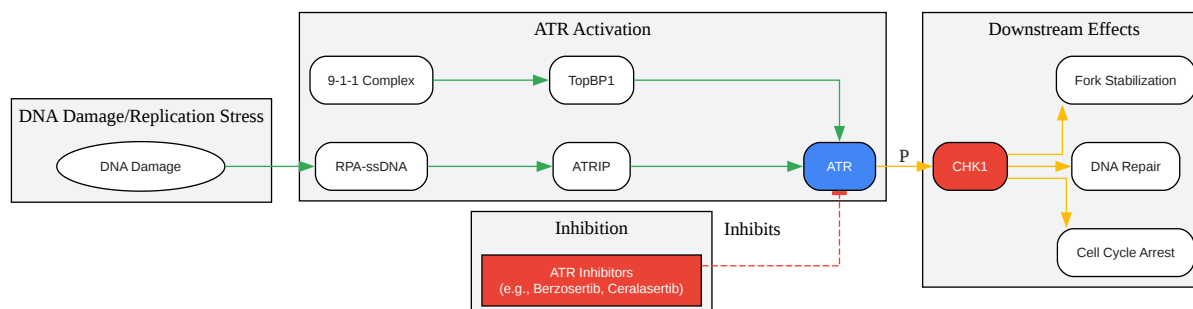 ATR Activation
Downstream Effects
9-1-1 Complex
TopBP1
Fork Stabilization
DNA Damage/Replication Stress
DNA Damage
RPA-ssDNA
ATRIP
ATR
P
CHK1
DNA Repair
Inhibition
Inhibits
Cell Cycle Arrest
ATR Inhibitors
(e.g., Berzosertib, Ceralasertib)